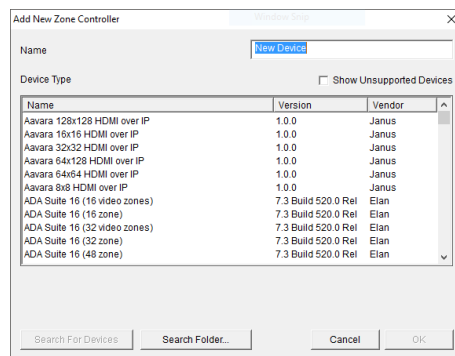 Add New Zone Controller
Window Snip
Name
New Device
Device Type
Show Unsupported Devices
Name Version Vendor
Aavara 128x128 HDMI over IP 1.0.0 Janus
Aavara 16x16 HDMI over IP 1.0.0 Janus
Aavara 32x32 HDMI over IP 1.0.0 Janus
Aavara 64x128 HDMI over IP 1.0.0 Janus
Aavara 64x64 HDMI over IP 1.0.0 Janus
Aavara 8x8 HDMI over IP 1.0.0 Janus
ADA Suite 16 (16 video zones) 7.3 Build 520.0 Rel Elan
ADA Suite 16 (16 zone) 7.3 Build 520.0 Rel Elan
ADA Suite 16 (32 video zones) 7.3 Build 520.0 Rel Elan
ADA Suite 16 (32 zone) 7.3 Build 520.0 Rel Elan
ADA Suite 16 (48 zone) 7.3 Build 520.0 Rel Elan
Search For Devices Search Folder... Cancel OK